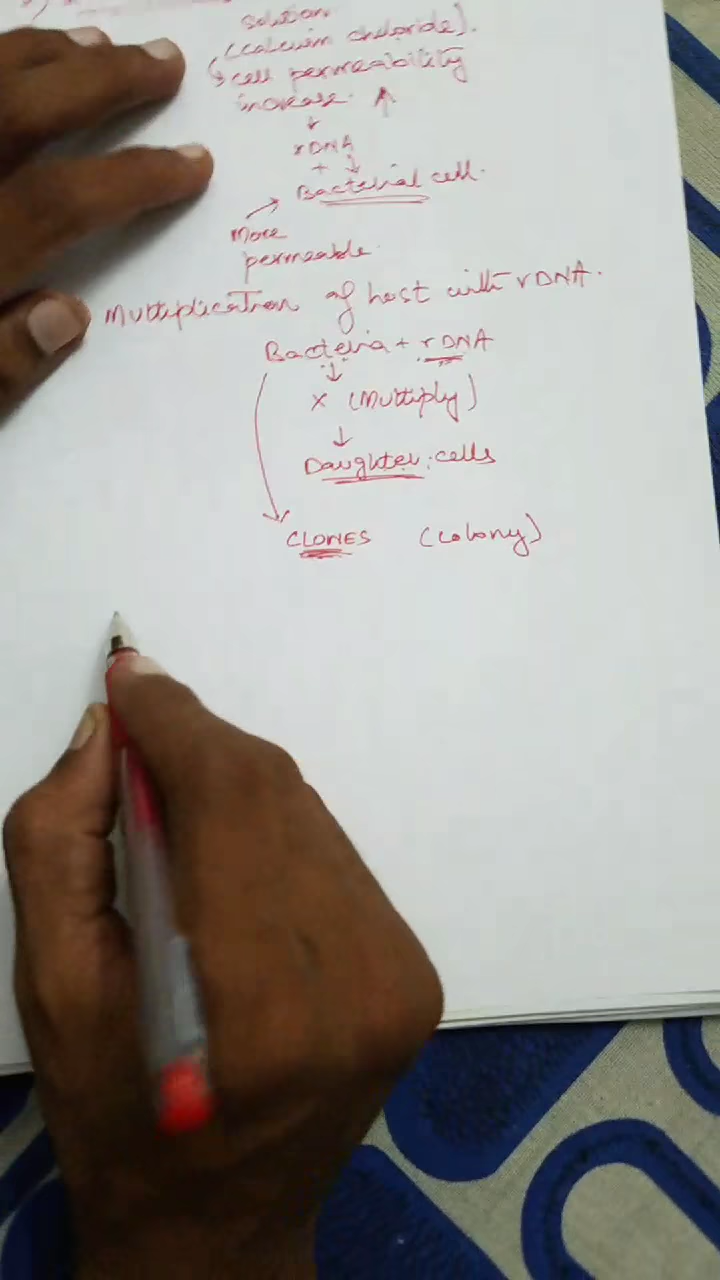 solution
(calcium chloride).
↳ cell permeability
increase. ↑
↓
rDNA
+ ↓
Bacterial cell.
More
permeable.
Multiplication of host with rDNA.
Bacteria + rDNA
↓
x (Multiply)
↓
Daughter cells
CLONES (colony)